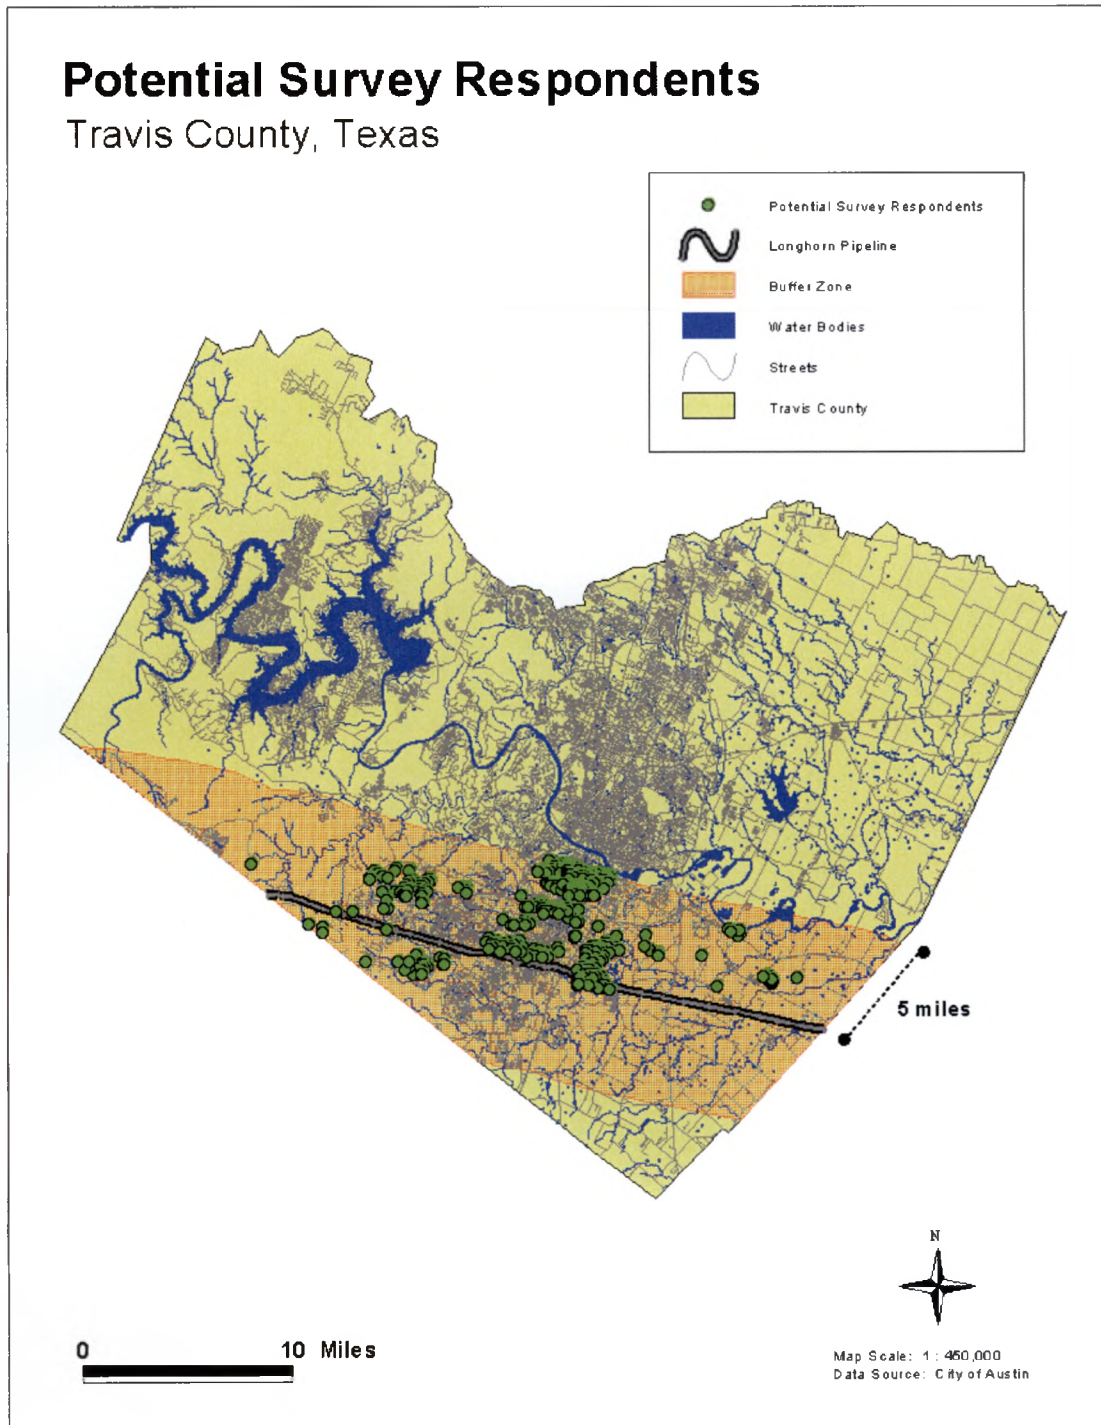 Potential Survey Respondents
Travis County, Texas
Potential Survey Respondents
Longhorn Pipeline
Buffer Zone
Water Bodies
Streets
Travis County
5 miles
N
0 10 Miles
Map Scale: 1 : 450,000
Data Source: City of Austin